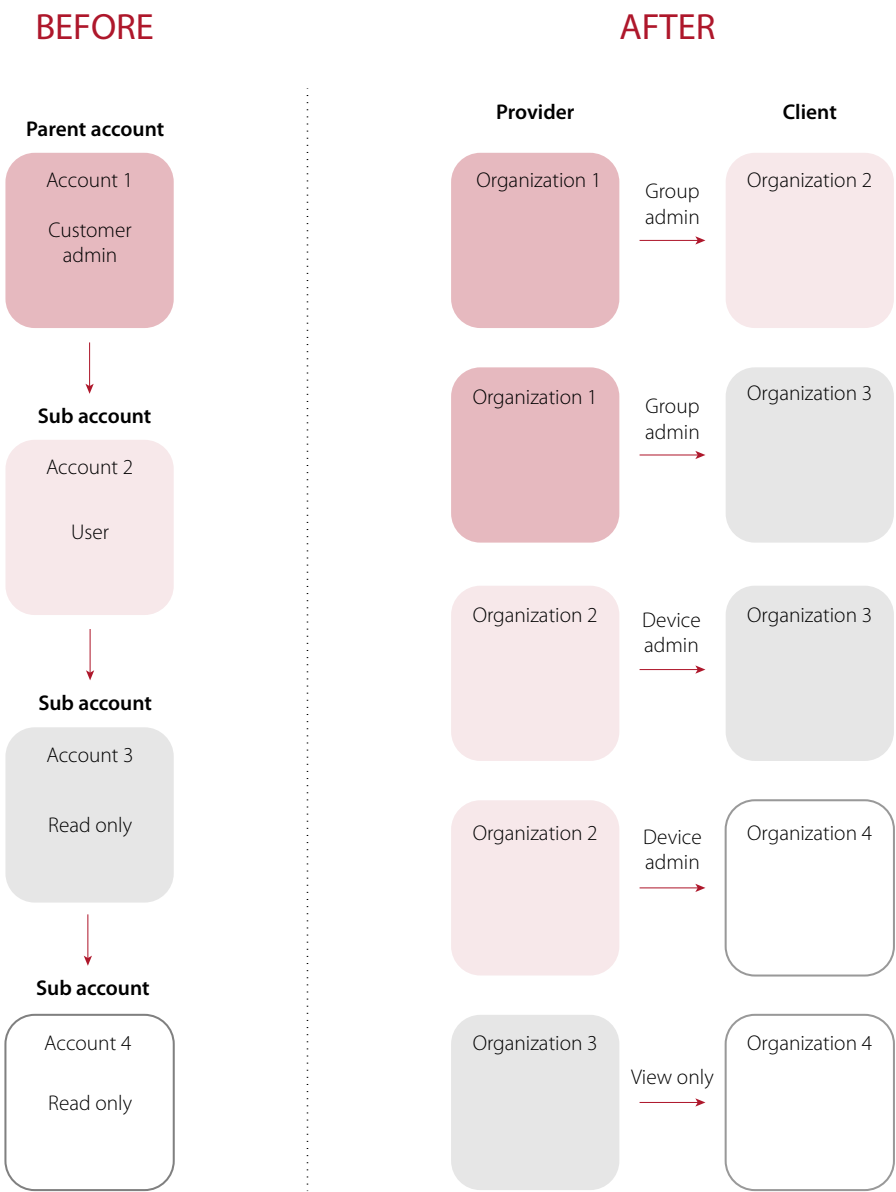 BEFORE
Parent account
Account 1
Customer
admin
Sub account
Account 2
User
Sub account
Account 3
Read only
Sub account
Account 4
Read only
AFTER
Provider
Client
Organization 1
Group
admin
Organization 2
Organization 1
Group
admin
Organization 3
Organization 2
Device
admin
Organization 3
Organization 2
Device
admin
Organization 4
Organization 3
View only
Organization 4